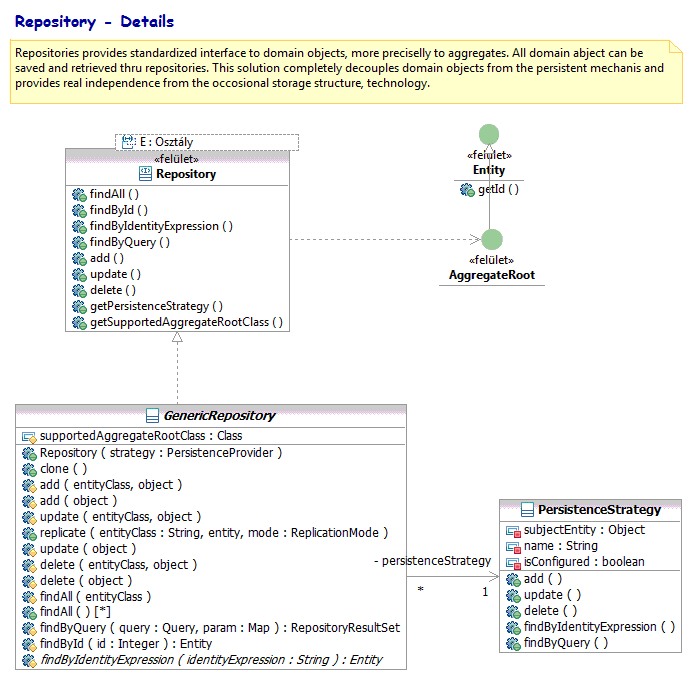 Repository - Details
Repositories provides standardized interface to domain objects, more preciselly to aggregates. All domain abject can be
saved and retrieved thru repositories. This solution completely decouples domain objects from the persistent mechanis and
provides real independence from the occosional storage structure, technology.
E : Osztály
«felület»
Repository
findAll ( )
findById ( )
findByIdentityExpression ( )
findByQuery ( )
add ( )
update ( )
delete ( )
getPersistenceStrategy ( )
getSupportedAggregateRootClass ( )
«felület»
Entity
getId ( )
«felület»
AggregateRoot
GenericRepository
supportedAggregateRootClass : Class
Repository ( strategy : PersistenceProvider )
clone ( )
add ( entityClass, object )
add ( object )
update ( entityClass, object )
replicate ( entityClass : String, entity, mode : ReplicationMode )
update ( object )
delete ( entityClass, object )
delete ( object )
findAll ( entityClass )
findAll ( ) [*]
findByQuery ( query : Query, param : Map ) : RepositoryResultSet
findById ( id : Integer ) : Entity
findByIdentityExpression ( identityExpression : String ) : Entity
- persistenceStrategy
*
1
PersistenceStrategy
subjectEntity : Object
name : String
isConfigured : boolean
add ( )
update ( )
delete ( )
findByIdentityExpression ( )
findByQuery ( )